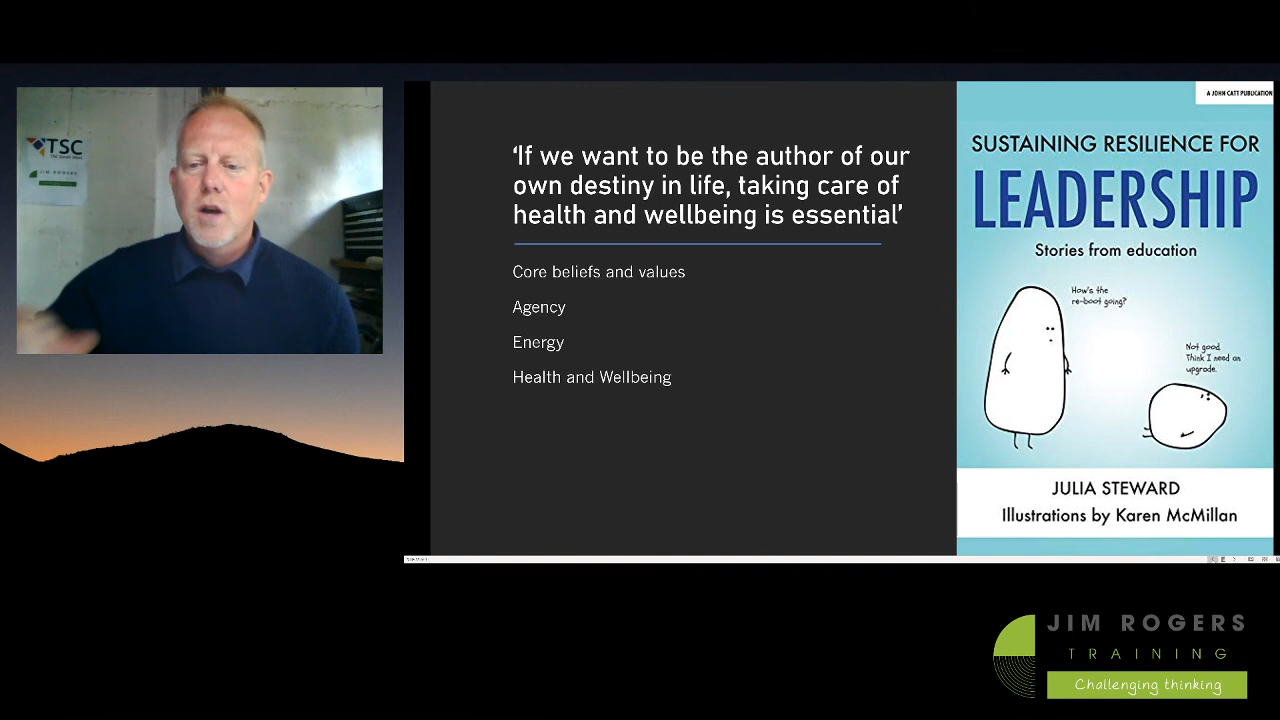 TSC
TSC South West
JIM ROGERS
'If we want to be the author of our
own destiny in life, taking care of
health and wellbeing is essential'
Core beliefs and values
Agency
Energy
Health and Wellbeing
A JOHN CATT PUBLICATION
SUSTAINING RESILIENCE FOR
LEADERSHIP
Stories from education
How's the
re-boot going?
Not good.
Think I need an
upgrade.
JULIA STEWARD
Illustrations by Karen McMillan
JIM ROGERS
TRAINING
Challenging thinking